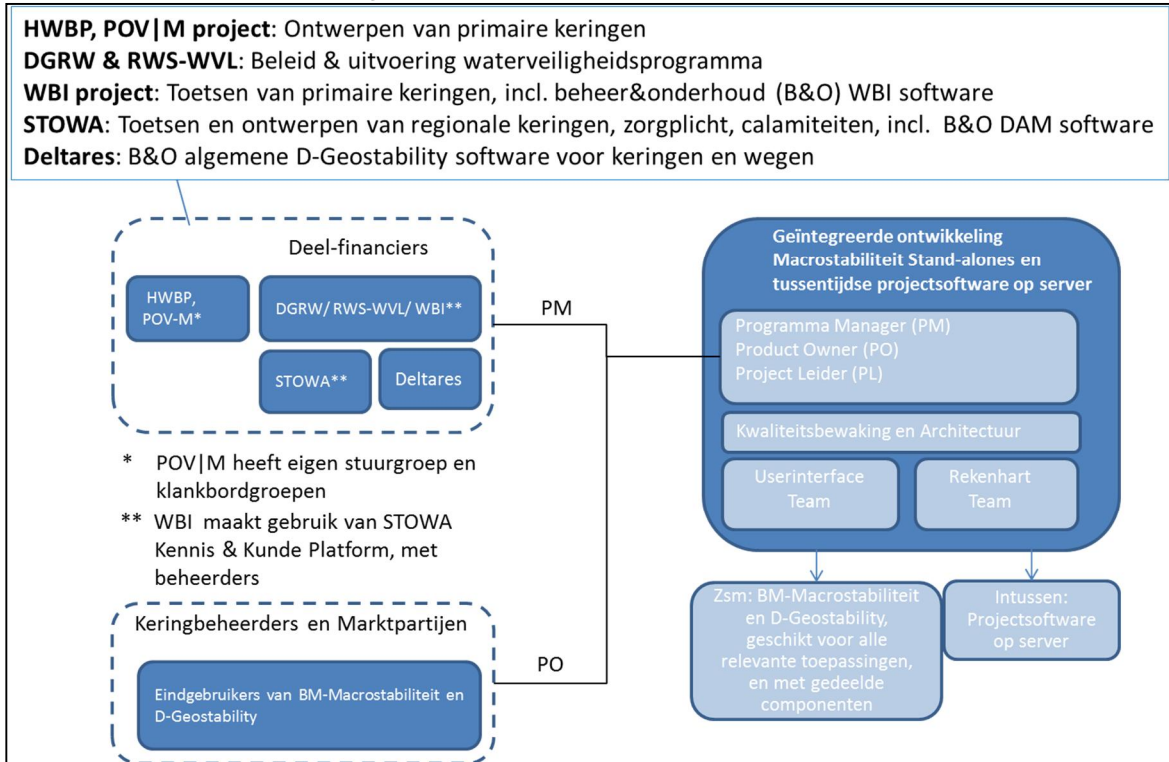 HWBP, POV|M project: Ontwerpen van primaire keringen
DGRW & RWS-WVL: Beleid & uitvoering waterveiligheidsprogramma
WBI project: Toetsen van primaire keringen, incl. beheer&onderhoud (B&O) WBI software
STOWA: Toetsen en ontwerpen van regionale keringen, zorgplicht, calamiteiten, incl. B&O DAM software
Deltares: B&O algemene D-Geostability software voor keringen en wegen
Deel-financiers
HWBP,
POV-M*
DGRW/ RWS-WVL/ WBI**
STOWA**
Deltares
PM
* POV|M heeft eigen stuurgroep en
klankbordgroepen
** WBI maakt gebruik van STOWA
Kennis & Kunde Platform, met
beheerders
Keringbeheerders en Marktpartijen
Eindgebruikers van BM-Macrostabiliteit en
D-Geostability
PO
Geïntegreerde ontwikkeling
Macrostabiliteit Stand-alones en
tussentijdse projectsoftware op server
Programma Manager (PM)
Product Owner (PO)
Project Leider (PL)
Kwaliteitsbewaking en Architectuur
Userinterface
Team
Rekenhart
Team
Zsm: BM-Macrostabiliteit
en D-Geostability,
geschikt voor alle
relevante toepassingen,
en met gedeelde
componenten
Intussen:
Projectsoftware
op server